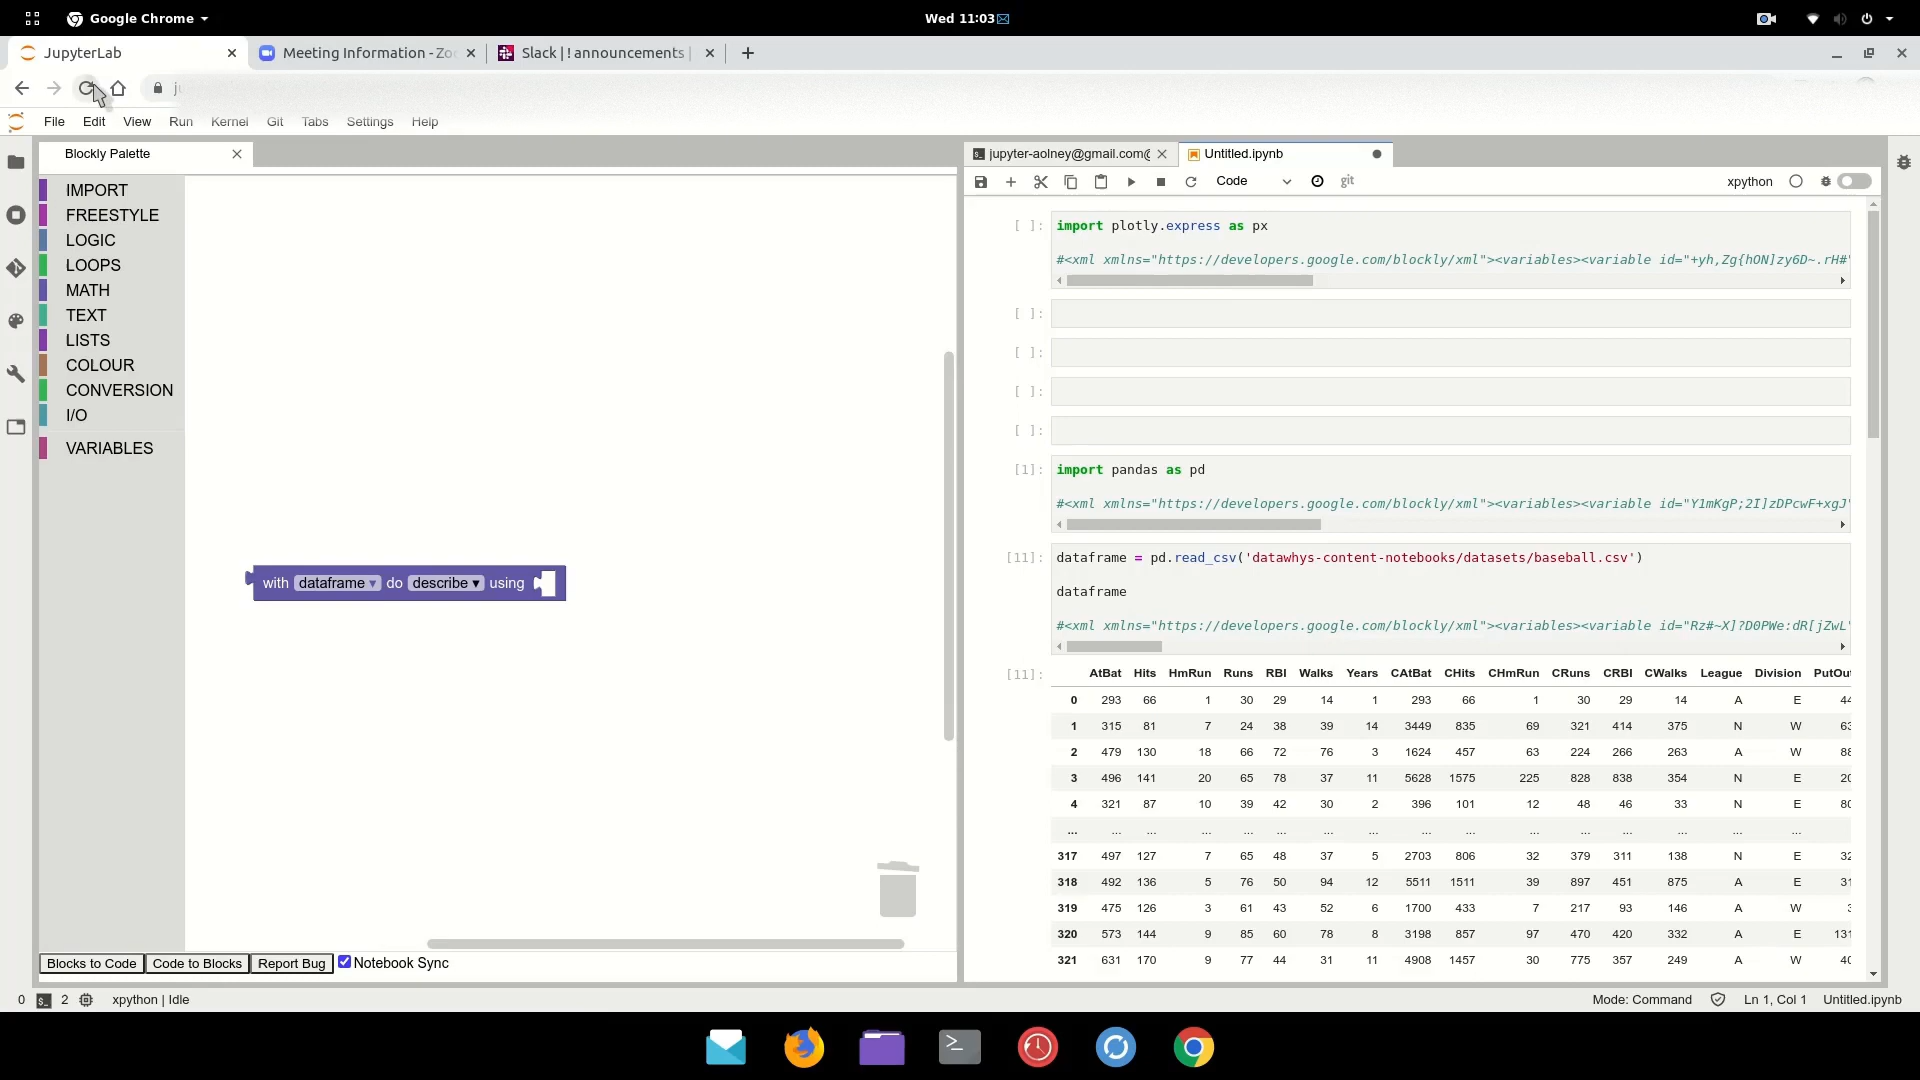 Google Chrome
Wed 11:03
JupyterLab
Meeting Information - Zo
Slack | ! announcements |
File Edit View Run Kernel Git Tabs Settings Help
Blockly Palette
jupyter-aolney@gmail.com@
Untitled.ipynb
Code
git
xpython
IMPORT
FREESTYLE
LOGIC
LOOPS
MATH
TEXT
LISTS
COLOUR
CONVERSION
I/O
VARIABLES
with dataframe do describe using
Blocks to Code Code to Blocks Report Bug Notebook Sync
[ ]: import plotly.express as px
#<xml xmlns="https://developers.google.com/blockly/xml"><variables><variable id="+yh,Zg{hON]zy6D~.rH#'
[ ]:
[ ]:
[ ]:
[ ]:
[1]: import pandas as pd
#<xml xmlns="https://developers.google.com/blockly/xml"><variables><variable id="Y1mKgP;2I]zDPcwF+xgJ'
[11]: dataframe = pd.read_csv('datawhys-content-notebooks/datasets/baseball.csv')
dataframe
#<xml xmlns="https://developers.google.com/blockly/xml"><variables><variable id="Rz#~X]?D0PWe:dR[jZwL'
[11]: AtBat Hits HmRun Runs RBI Walks Years CAtBat CHits CHmRun CRuns CRBI CWalks League Division PutOu
0 293 66 1 30 29 14 1 293 66 1 30 29 14 A E 44
1 315 81 7 24 38 39 14 3449 835 69 321 414 375 N W 63
2 479 130 18 66 72 76 3 1624 457 63 224 266 263 A W 88
3 496 141 20 65 78 37 11 5628 1575 225 828 838 354 N E 20
4 321 87 10 39 42 30 2 396 101 12 48 46 33 N E 80
... ... ... ... ... ... ... ... ... ... ... ... ... ... ... ...
317 497 127 7 65 48 37 5 2703 806 32 379 311 138 N E 32
318 492 136 5 76 50 94 12 5511 1511 39 897 451 875 A E 31
319 475 126 3 61 43 52 6 1700 433 7 217 93 146 A W 3
320 573 144 9 85 60 78 8 3198 857 97 470 420 332 A E 131
321 631 170 9 77 44 31 11 4908 1457 30 775 357 249 A W 40
0 2 xpython | Idle
Mode: Command Ln 1, Col 1 Untitled.ipynb